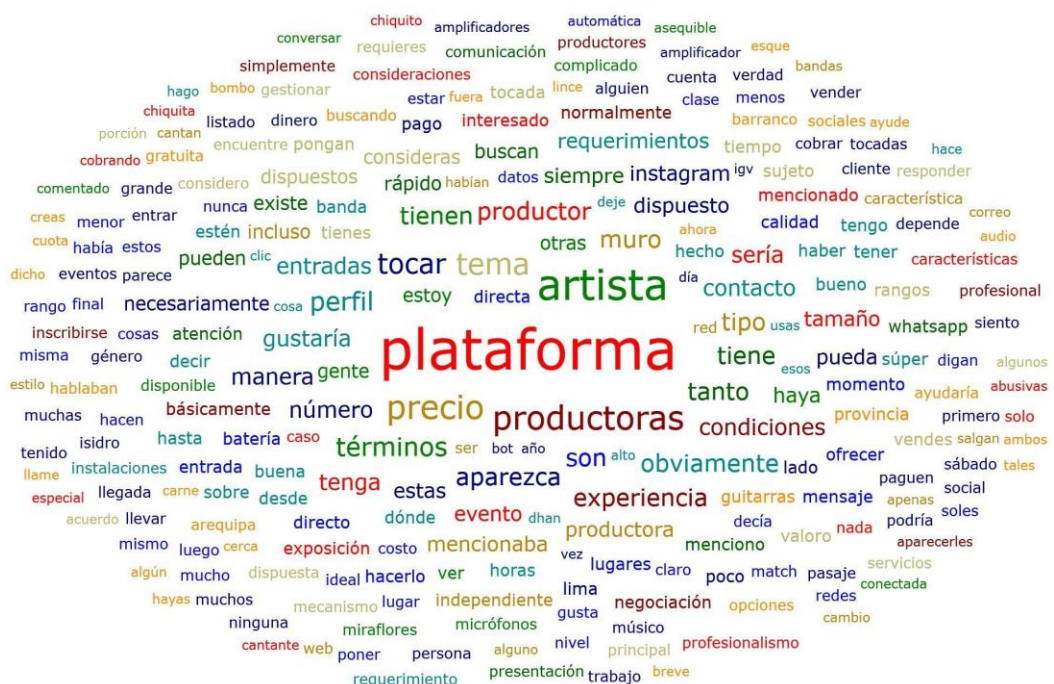 chiquito amplificadores automática asequible
conversar requieres comunicación productores amplificador esque
simplemente consideraciones complicado cuenta verdad bandas
hago bombo gestionar estar fuera tocada lince alguien clase menos vender
chiquita listado dinero buscando pago interesado normalmente barranco sociales ayude
porción cantan encuentre pongan consideras buscan requerimientos tiempo cobrar tocadas hace
cobrando gratuita dispuestos rápido habían datos siempre instagram igv sujeto cliente responder
comentado grande considero existe banda tienen productor deje dispuesto mencionado característica
creas menor entrar nunca estén incluso tienes otras muro ahora calidad tengo depende correo
cuota había estos pueden clic entradas tocar tema hecho sería haber tener audio
dicho eventos parece perfil estoy directa artista día contacto bueno rangos características
rango final necesariamente cosa profesional
inscribirse cosas atención gustaría plataforma red tipo usas tamaño whatsapp siento
misma género decir manera gente tiene esos pueda súper digan algunos
estilo hablaban disponible precio tanto haya momento ayudaría abusivas
muchas hacen básicamente número productoras condiciones provincia primero solo
tenido isidro hasta batería caso términos ser bot año son alto obviamente lado ofrecer vendes salgan ambos
llame instalaciones entrada buena tenga estas aparezca experiencia guitarras mensaje paguen sábado tales
especial llegada carne sobre desde apenas social
acuerdo llevar arequipa directo dónde evento dhan productora decía valoro nada podría soles
mismo luego cerca exposición costo mencionaba menciono aparecerles
algún mucho dispuesta ideal hacerlo ver horas vez lugares claro poco match pasaje servicios
hayas muchos mecanismo lugar independiente lima negociación opciones redes conectada
ninguna miraflores micrófonos gusta músico cambio
cantante web poner persona alguno nivel principal profesionalismo
requerimiento presentación trabajo breve